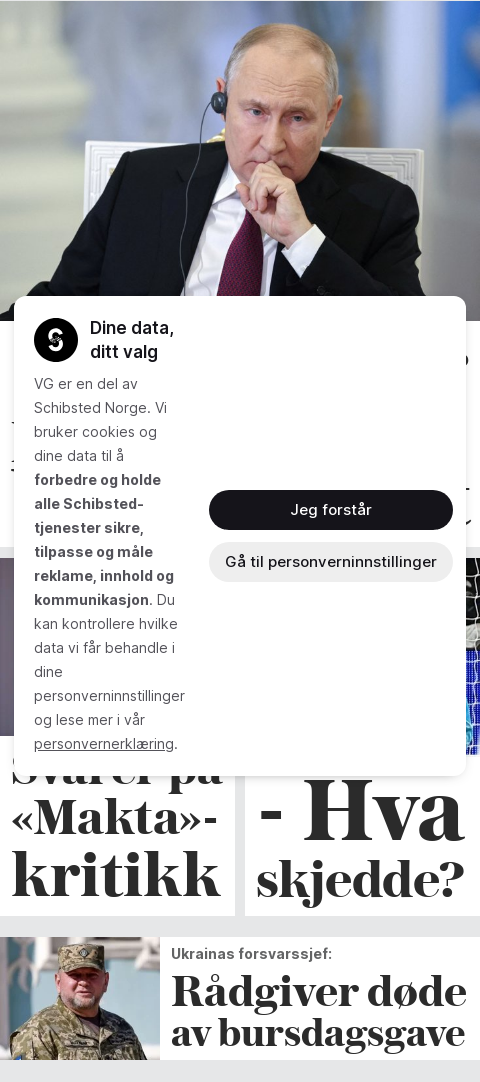 Dine data,
ditt valg
VG er en del av
Schibsted Norge. Vi
bruker cookies og
dine data til å
forbedre og holde
alle Schibsted-
tjenester sikre,
tilpasse og måle
reklame, innhold og
kommunikasjon. Du
kan kontrollere hvilke
data vi får behandle i
dine
personverninnstillinger
og lese mer i vår
personvernerklæring.
Jeg forstår
Gå til personverninnstillinger
Svarer på
«Makta»-
kritikk
- Hva
skjedde?
Ukrainas forsvarssjef:
Rådgiver døde
av bursdagsgave